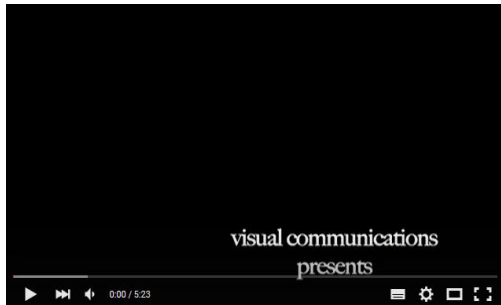 visual communications
presents
0:00 / 5:23